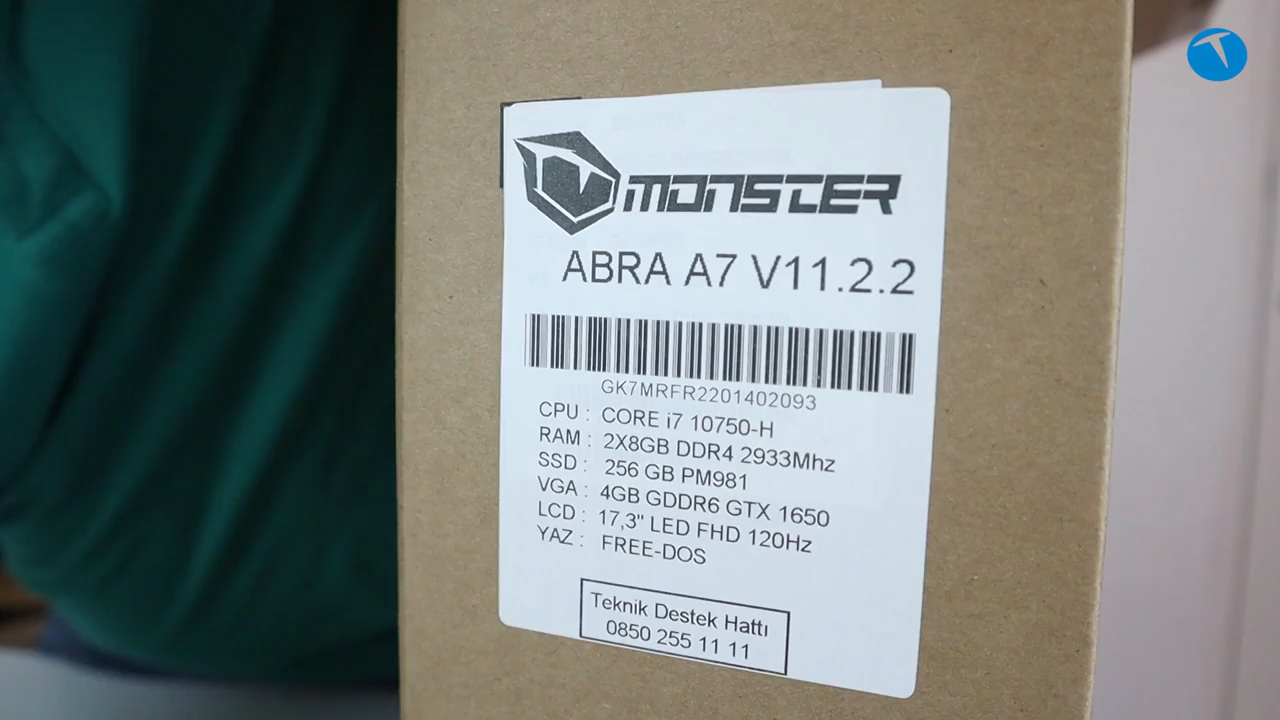 MONSTER
ABRA A7 V11.2.2
GK7MRFR2201402093
CPU : CORE i7 10750-H
RAM : 2X8GB DDR4 2933Mhz
SSD : 256 GB PM981
VGA : 4GB GDDR6 GTX 1650
LCD : 17,3" LED FHD 120Hz
YAZ : FREE-DOS
Teknik Destek Hattı
0850 255 11 11